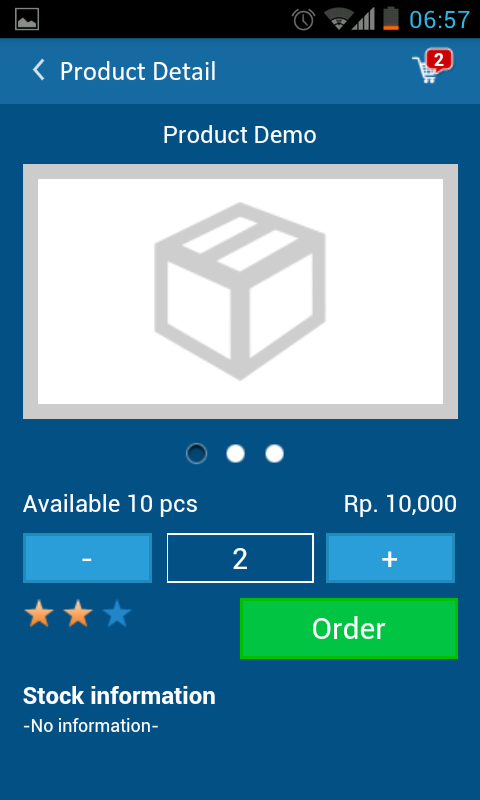 06:57
Product Detail
2
Product Demo
Available 10 pcs
Rp. 10,000
-
2
+
Order
Stock information
-No information-